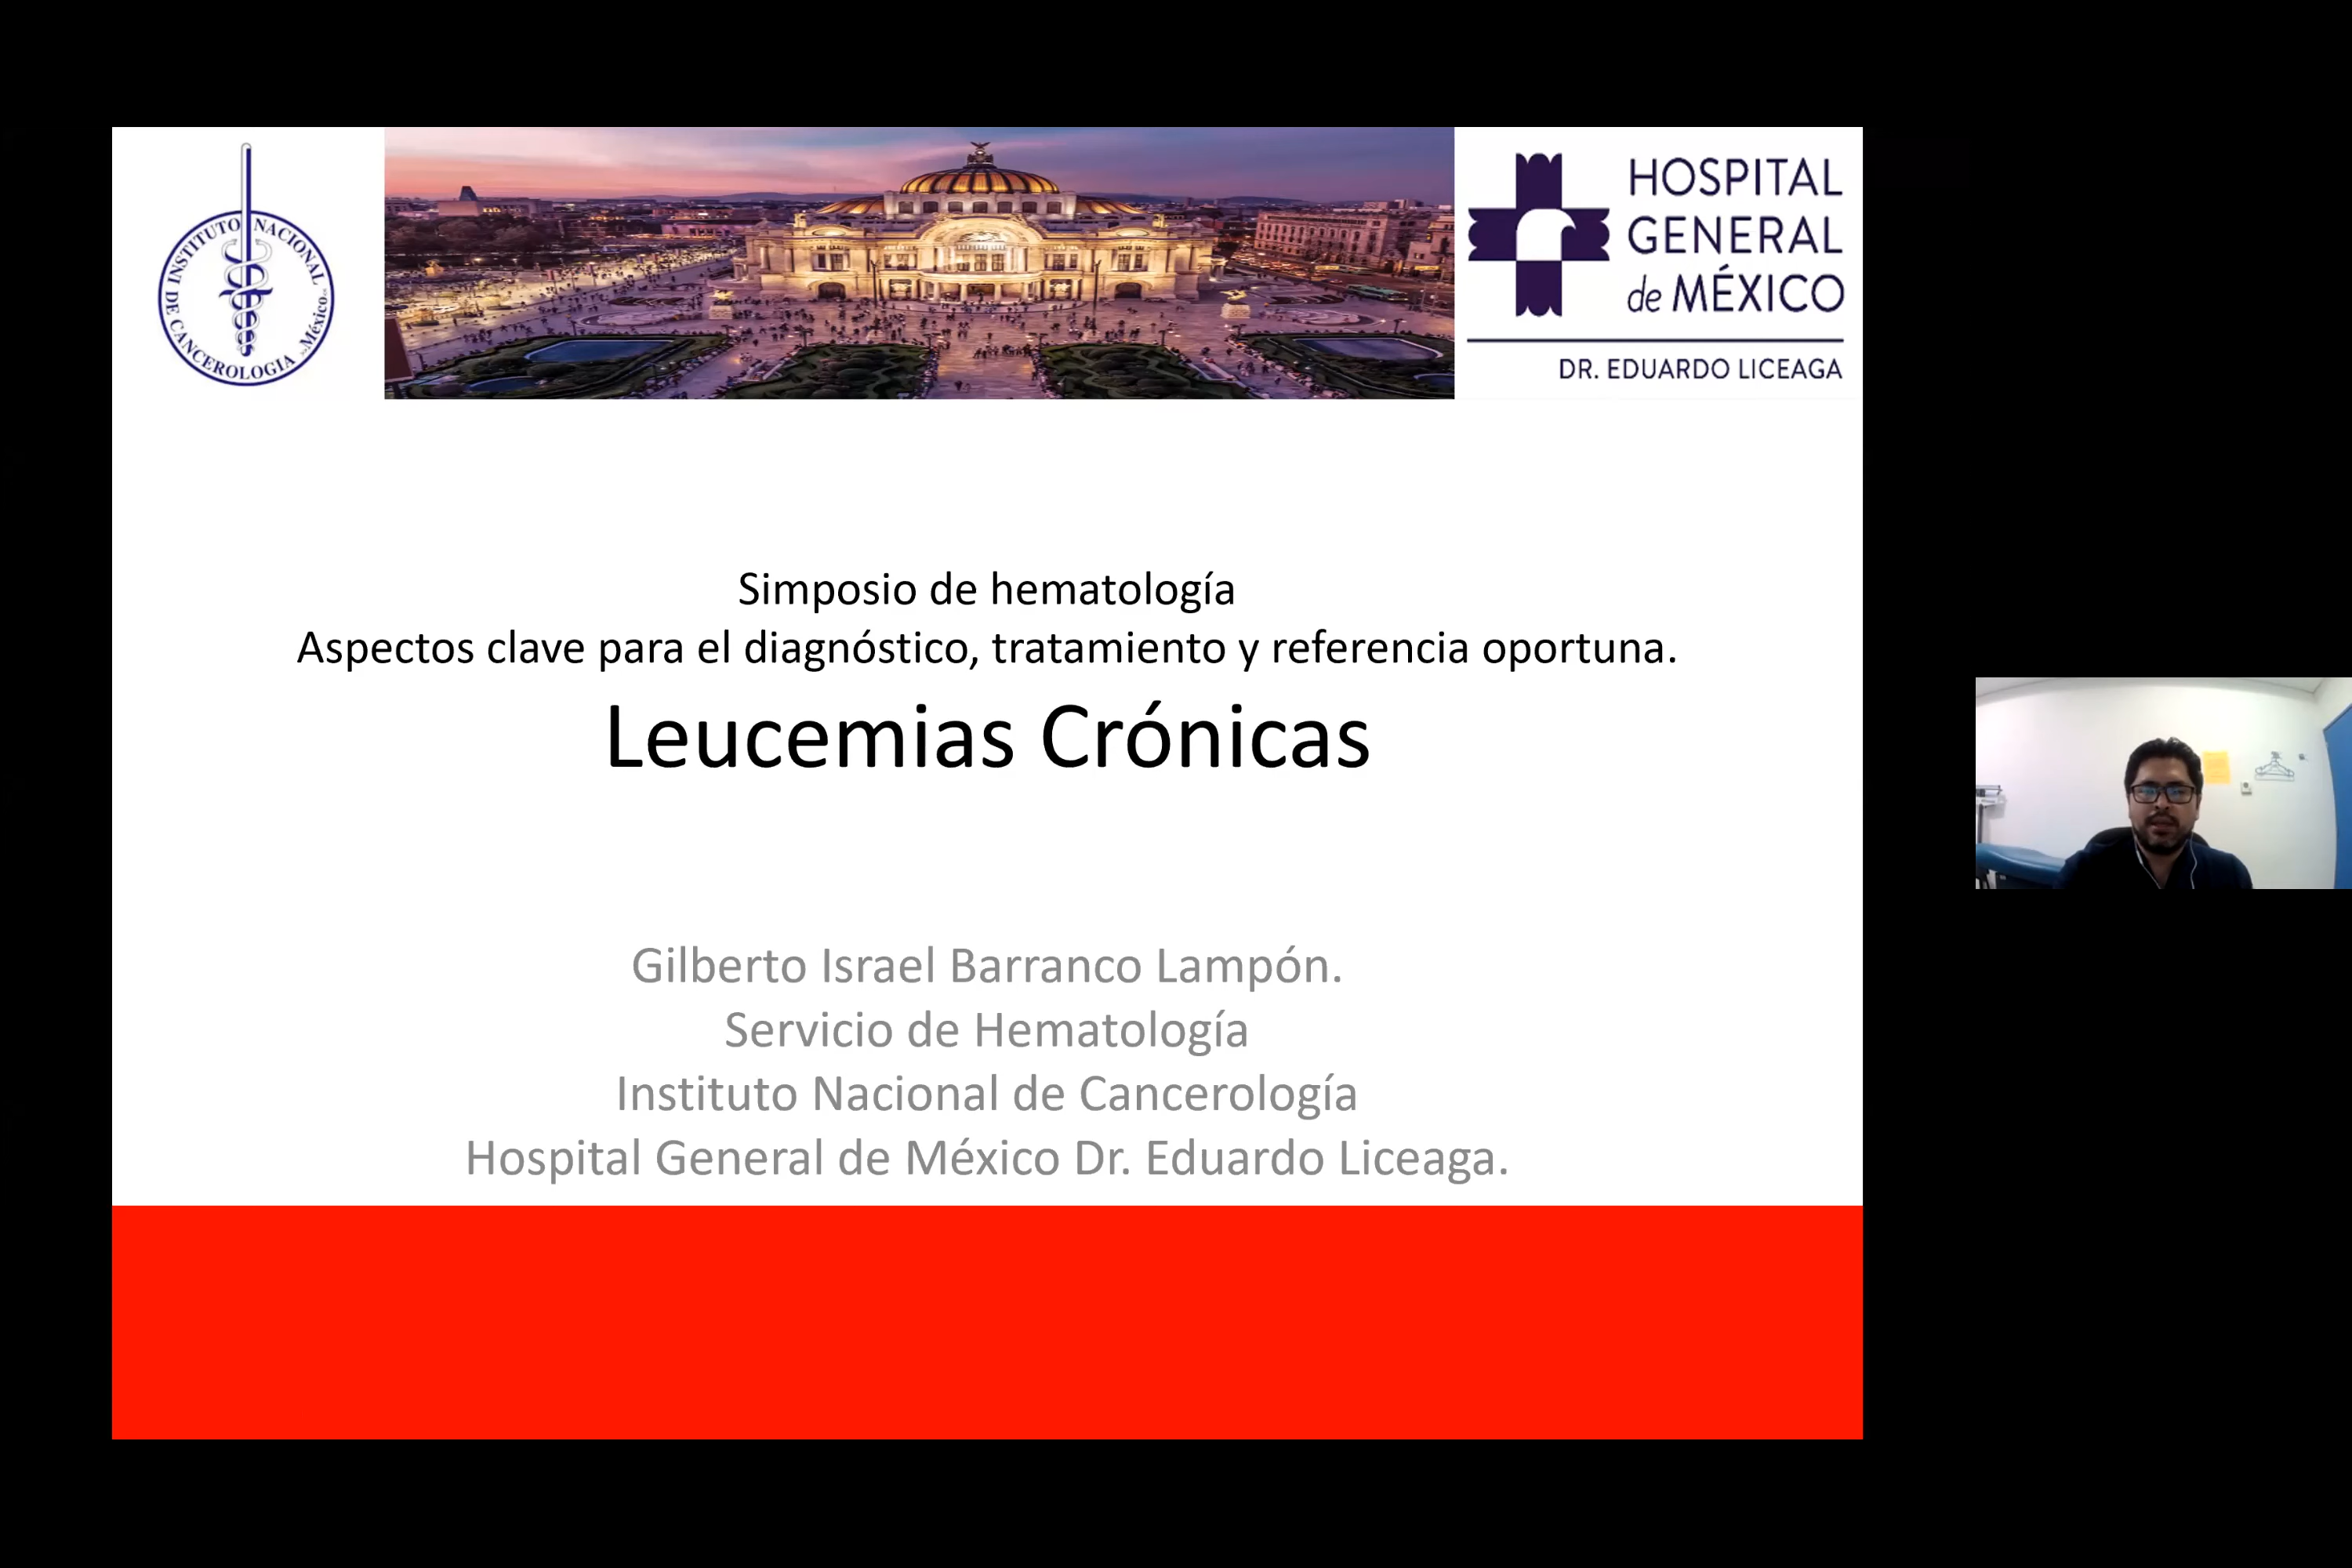 INSTITUTO NACIONAL
DE CANCEROLOGIA
México
HOSPITAL
GENERAL
de MÉXICO
DR. EDUARDO LICEAGA
Simposio de hematología
Aspectos clave para el diagnóstico, tratamiento y referencia oportuna.
Leucemias Crónicas
Gilberto Israel Barranco Lampón.
Servicio de Hematología
Instituto Nacional de Cancerología
Hospital General de México Dr. Eduardo Liceaga.